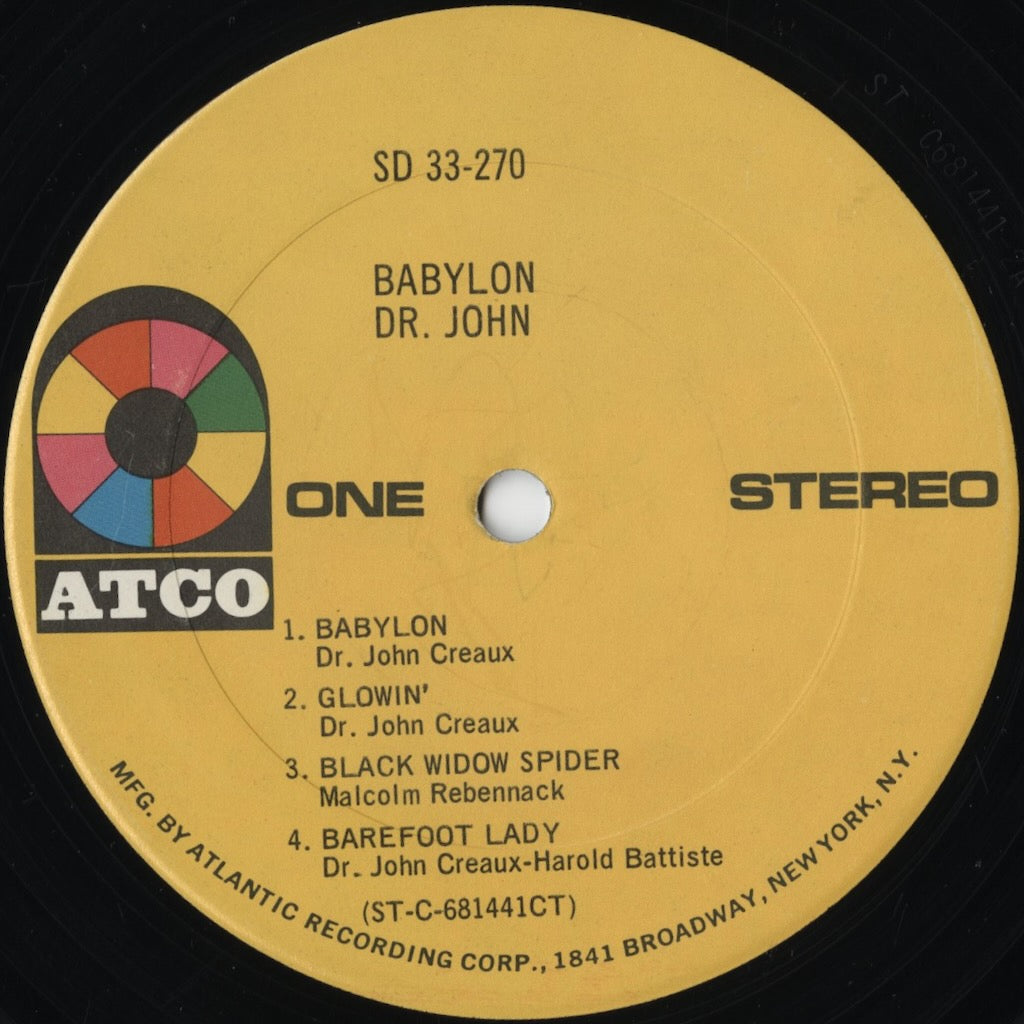 SD 33-270
BABYLON
DR. JOHN
ONE
STEREO
ATCO
1. BABYLON
Dr. John Creaux
2. GLOWIN'
Dr. John Creaux
3. BLACK WIDOW SPIDER
Malcolm Rebennack
4. BAREFOOT LADY
Dr. John Creaux-Harold Battiste
(ST-C-681441CT)
MFG. BY ATLANTIC RECORDING CORP., 1841 BROADWAY, NEW YORK, N.Y.
ST C681441